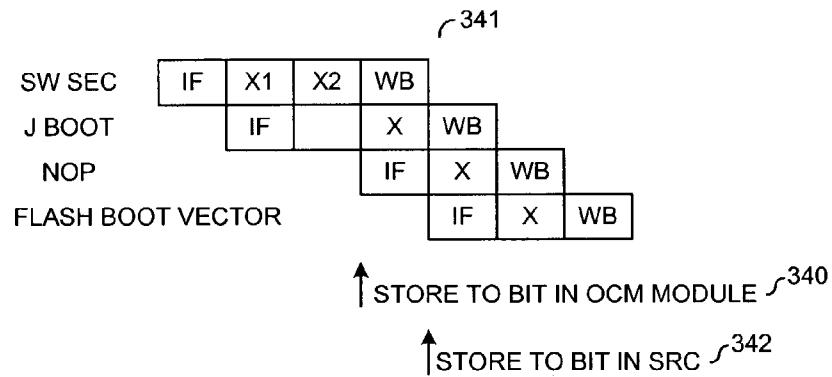 341
SW SEC IF X1 X2 WB
J BOOT IF X WB
NOP IF X WB
FLASH BOOT VECTOR IF X WB
STORE TO BIT IN OCM MODULE 340
STORE TO BIT IN SRC 342